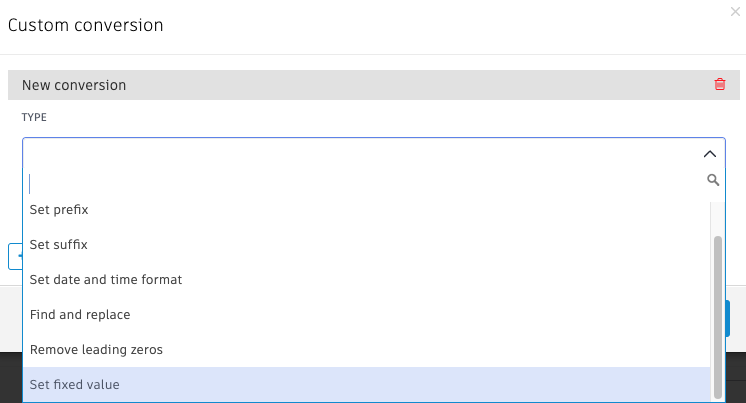 Custom conversion
New conversion
TYPE
Set prefix
Set suffix
Set date and time format
Find and replace
Remove leading zeros
Set fixed value